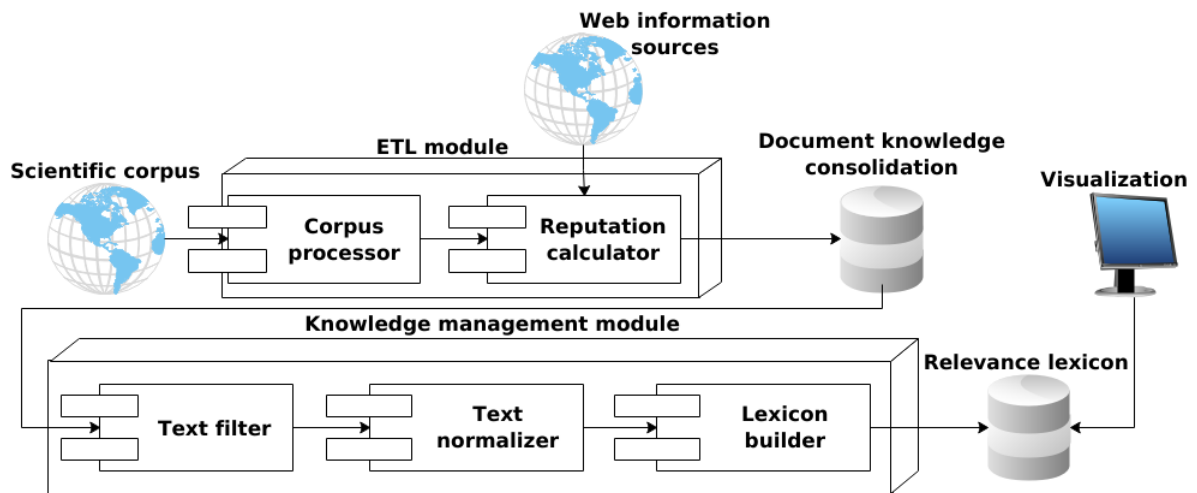 Web information
sources
ETL module
Document knowledge
consolidation
Scientific corpus
Visualization
Corpus
processor
Reputation
calculator
Knowledge management module
Relevance lexicon
Text filter
Text
normalizer
Lexicon
builder